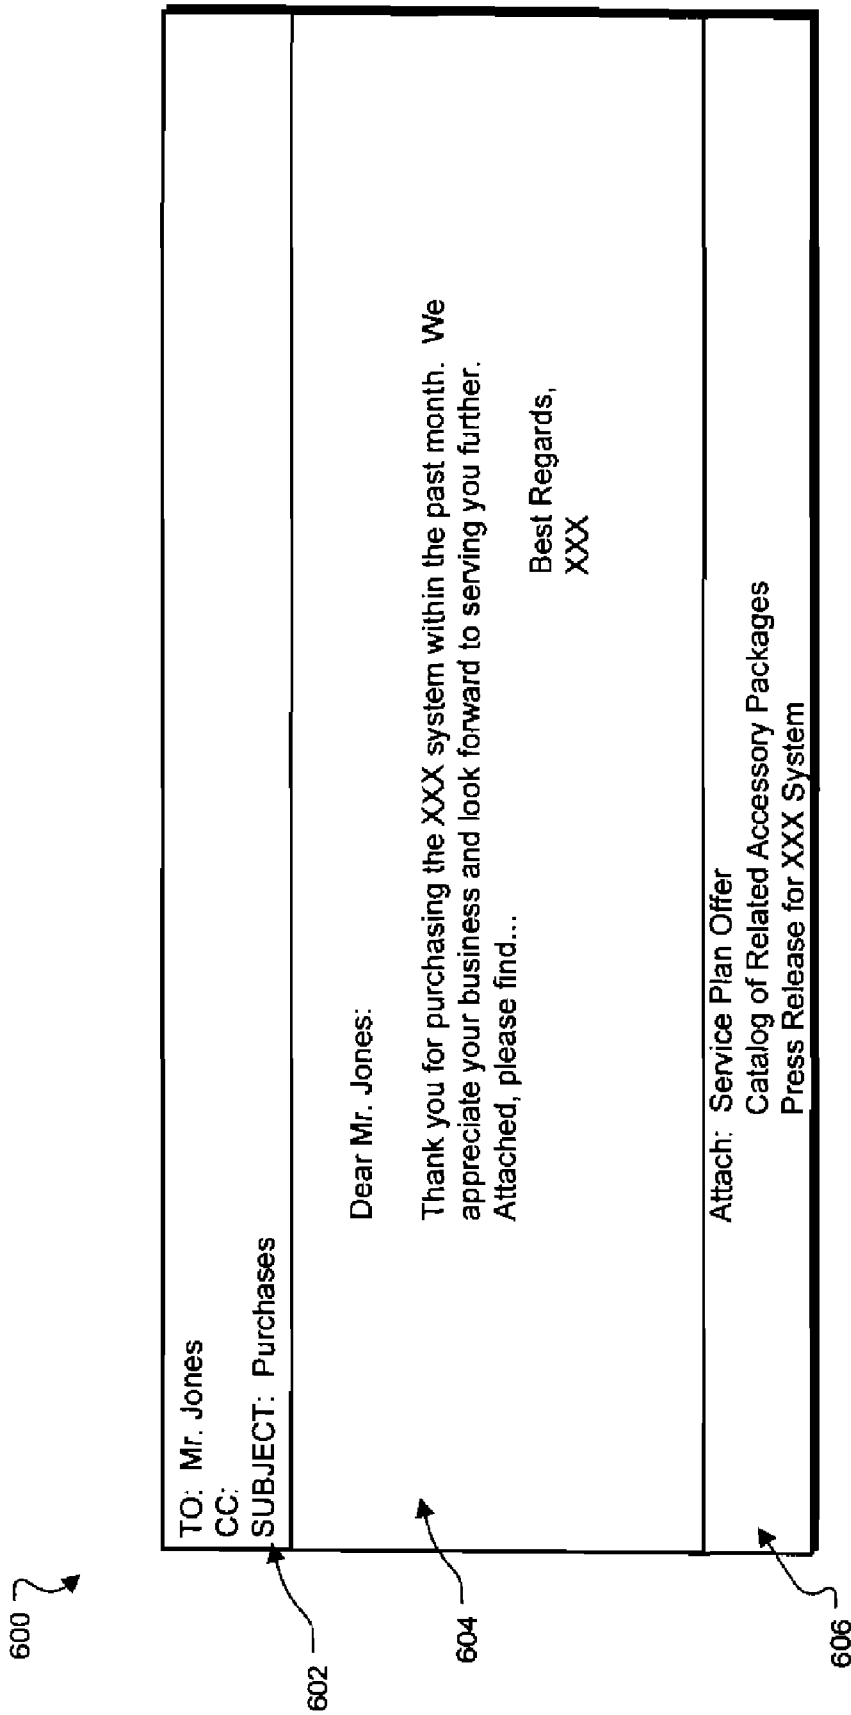 600
602
TO: Mr. Jones
CC:
SUBJECT: Purchases
604
Dear Mr. Jones:
Thank you for purchasing the XXX system within the past month. We
appreciate your business and look forward to serving you further.
Attached, please find...
Best Regards,
XXX
606
Attach: Service Plan Offer
Catalog of Related Accessory Packages
Press Release for XXX System